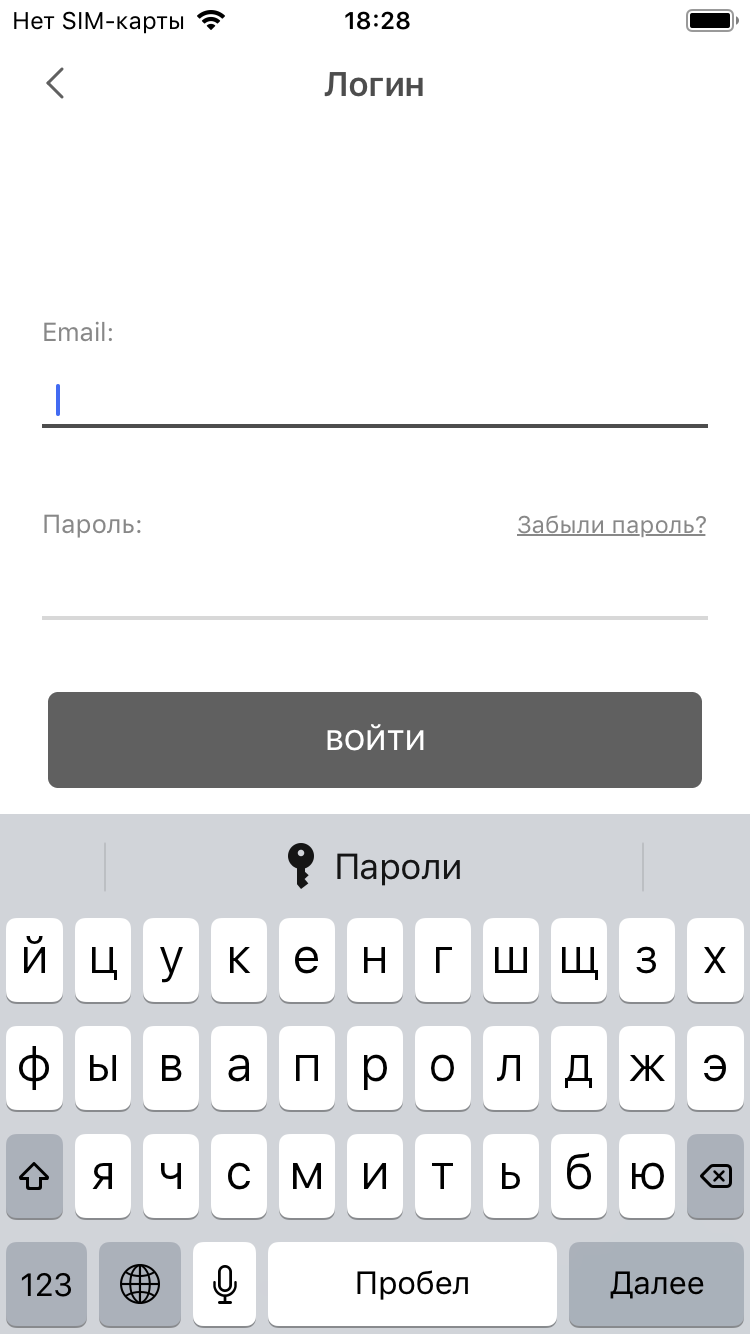 Нет SIM-карты 18:28
Логин
Email:
Пароль: Забыли пароль?
ВОЙТИ
Пароли
й ц у к е н г ш щ з х
ф ы в а п р о л д ж э
я ч с м и т ь б ю
123 Пробел Далее